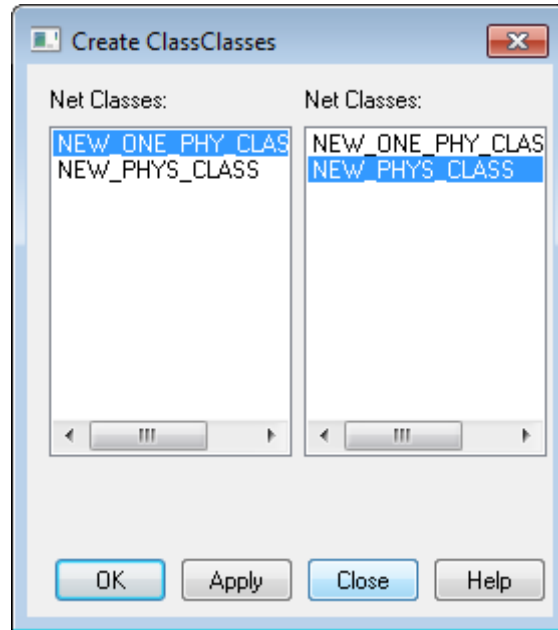 Create ClassClasses
Net Classes:
NEW_ONE_PHY_CLAS
NEW_PHYS_CLASS
Net Classes:
NEW_ONE_PHY_CLAS
NEW_PHYS_CLASS
OK Apply Close Help